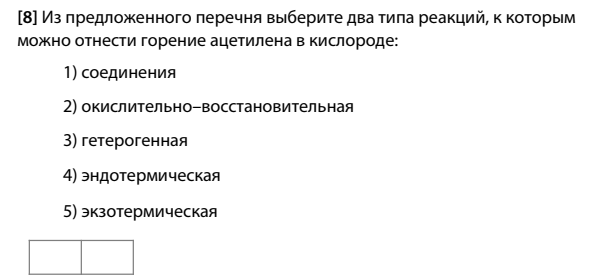 [8] Из предложенного перечня выберите два типа реакций, к которым
можно отнести горение ацетилена в кислороде:
1) соединения
2) окислительно–восстановительная
3) гетерогенная
4) эндотермическая
5) экзотермическая